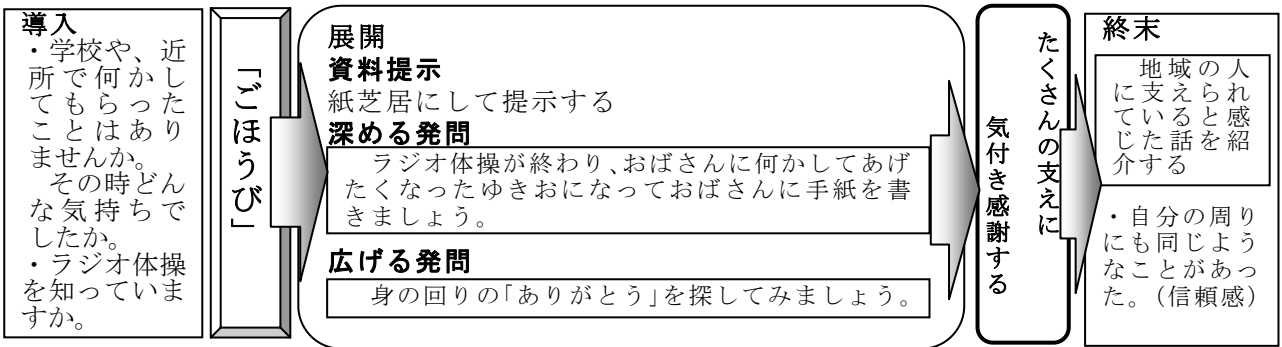 導入
・学校や、近
所で何かし
てもらった
ことはあり
ませんか。
その時どん
な気持ちで
したか。
・ラジオ体操
を知っていま
すか。
「ごほうび」
展開
資料提示
紙芝居にして提示する
深める発問
ラジオ体操が終わり、おばさんに何かしてあげ
たくなったゆきおになっておばさんに手紙を書
きましょう。
広げる発問
身の回りの「ありがとう」を探してみましょう。
たくさんの支えに
気付き感謝する
終末
地域の人
に支えられ
ていると感
じた話を紹
介する
・自分の周り
にも同じよう
なことがあっ
た。(信頼感)